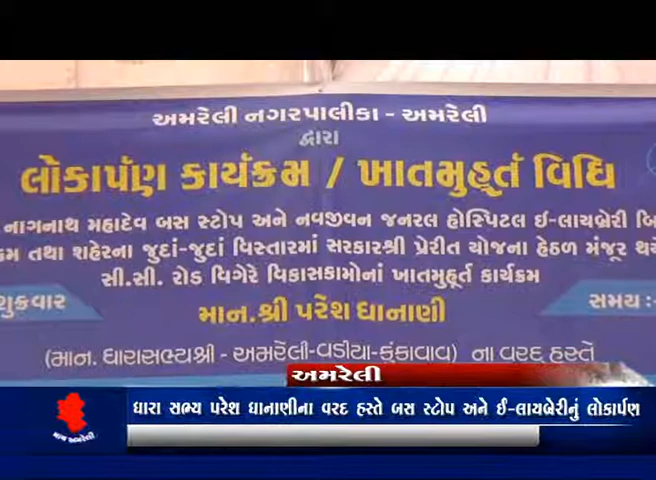 અમરેલી નગરપાલીકા - અમરેલી
દ્વારા
લોકાર્પણ કાર્યક્રમ / ખાતમુહૂર્ત વિધિ
નાગનાથ મહાદેવ બસ સ્ટોપ અને નવજીવન જનરલ હોસ્પિટલ ઈ-લાયબ્રેરી
તથા શહેરના જુદાં-જુદાં વિસ્તારમાં સરકારશ્રી પ્રેરીત યોજના હેઠળ મંજૂર
સી.સી. રોડ વિગેરે વિકાસકામોનાં ખાતમુહૂર્ત કાર્યક્રમ
શુક્રવાર
માન.શ્રી પરેશ ધાનાણી
સમય :-
(માન. ધારાસભ્યશ્રી - અમરેલી-વડીયા-કુંકાવાવ) ના વરદ હસ્તે
અમરેલી
ધારા સભ્ય પરેશ ધાનાણીના વરદ હસ્તે બસ સ્ટોપ અને ઈ-લાયબ્રેરીનું લોકાર્પણ
મારૂ અમરેલી